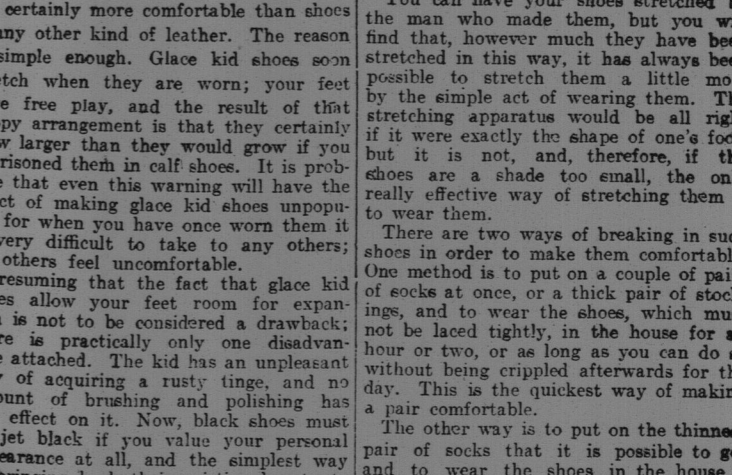 certainly more comfortable than shoes
any other kind of leather. The reason
simple enough. Glace kid shoes soon
etch when they are worn; your feet
e free play, and the result of that
py arrangement is that they certainly
w larger than they would grow if you
risoned them in calf shoes. It is prob-
e that even this warning will have the
ct of making glace kid shoes unpopu-
for when you have once worn them it
very difficult to take to any others;
others feel uncomfortable.
resuming that the fact that glace kid
es allow your feet room for expan-
is not to be considered a drawback;
re is practically only one disadvan-
e attached. The kid has an unpleasant
y of acquiring a rusty tinge, and no
ount of brushing and polishing has
effect on it. Now, black shoes must
jet black if you value your personal
earance at all, and the simplest way
You can have your shoes stretched
the man who made them, but you wi
find that, however much they have bee
stretched in this way, it has always bee
possible to stretch them a little mo
by the simple act of wearing them. Th
stretching apparatus would be all righ
if it were exactly the shape of one's foo
but it is not, and, therefore, if th
shoes are a shade too small, the on
really effective way of stretching them
to wear them.
There are two ways of breaking in suc
shoes in order to make them comfortabl
One method is to put on a couple of pai
of socks at once, or a thick pair of stoc
ings, and to wear the shoes, which mu
not be laced tightly, in the house for a
hour or two, or as long as you can do s
without being crippled afterwards for th
day. This is the quickest way of makin
a pair comfortable.
The other way is to put on the thinne
pair of socks that it is possible to ge
and to wear the shoes in the house